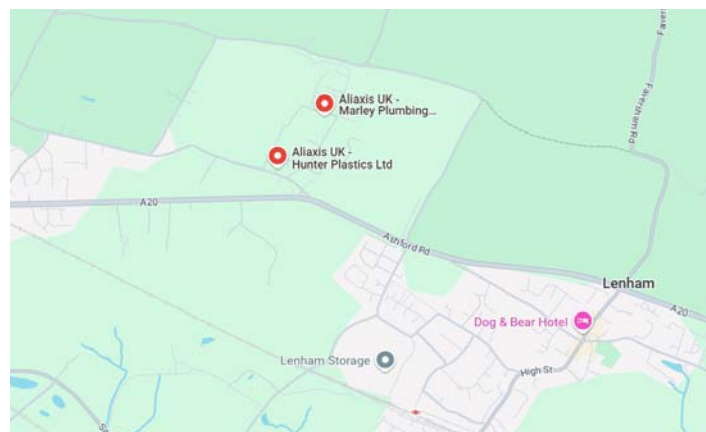 Faver
Aliaxis UK -
Marley Plumbing...
Faversham Rd
Aliaxis UK -
Hunter Plastics Ltd
A20
Ashford Rd
Lenham
A20
Dog & Bear Hotel
Lenham Storage
High St